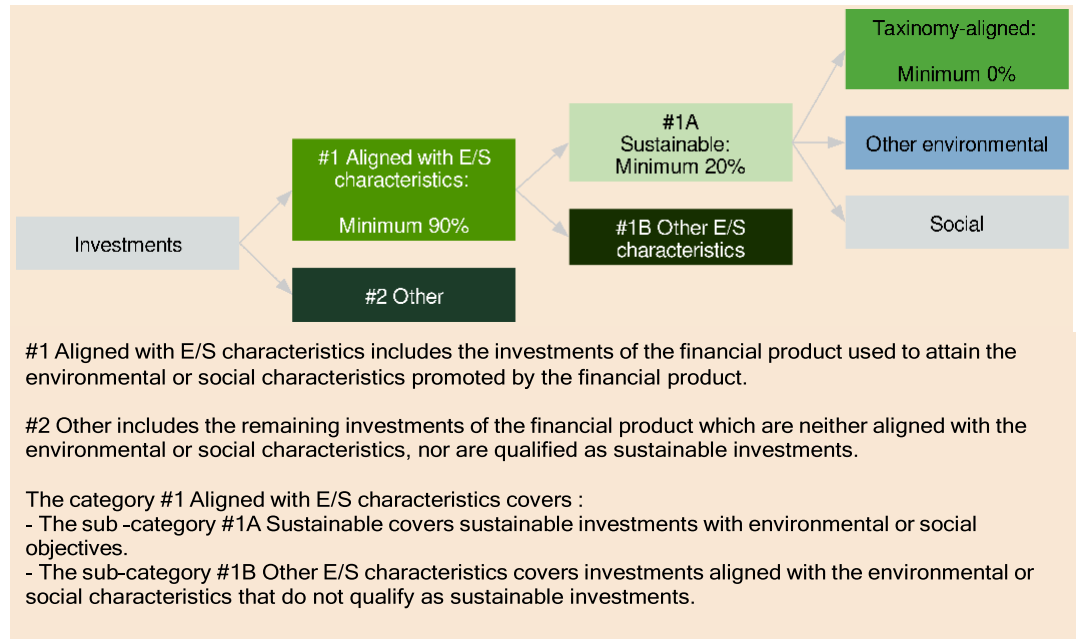 Taxinomy-aligned:
Minimum 0%
#1A
Sustainable:
Minimum 20%
#1 Aligned with E/S
characteristics:
Minimum 90%
Other environmental
#1B Other E/S
characteristics
Social
Investments
#2 Other
#1 Aligned with E/S characteristics includes the investments of the financial product used to attain the
environmental or social characteristics promoted by the financial product.
#2 Other includes the remaining investments of the financial product which are neither aligned with the
environmental or social characteristics, nor are qualified as sustainable investments.
The category #1 Aligned with E/S characteristics covers :
- The sub -category #1A Sustainable covers sustainable investments with environmental or social
objectives.
- The sub-category #1B Other E/S characteristics covers investments aligned with the environmental or
social characteristics that do not qualify as sustainable investments.